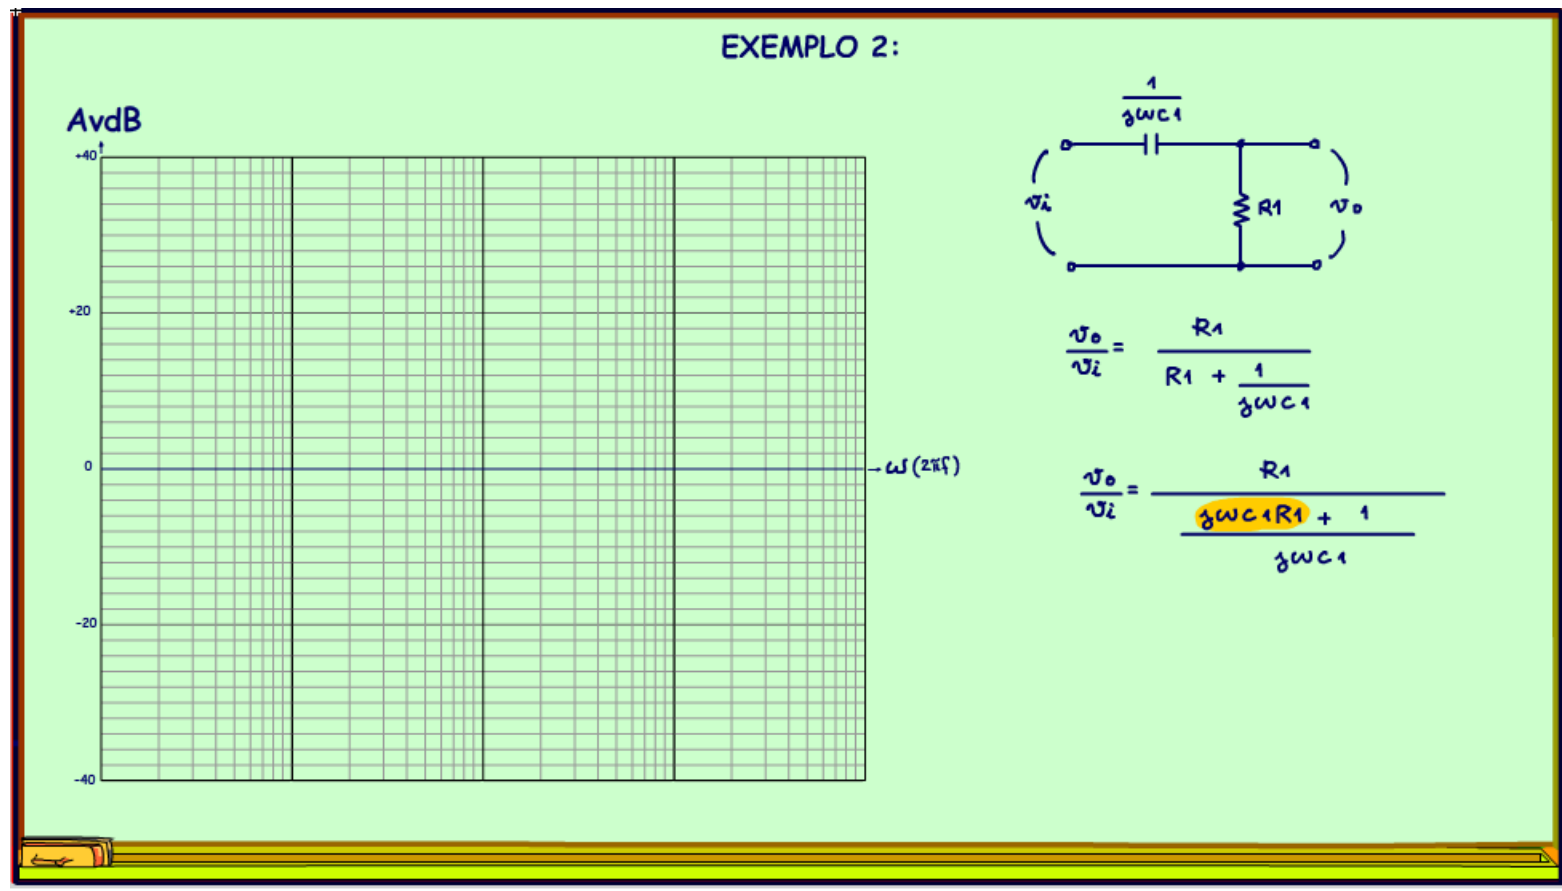 EXEMPLO 2:
AvdB
+40
+20
0
-20
-40
→ω(2πf)
1
jωC1
vi
R1
vo
vo
vi
=
R1
R1 + 1
jωC1
vo
vi
=
R1
jωC1R1 + 1
jωC1